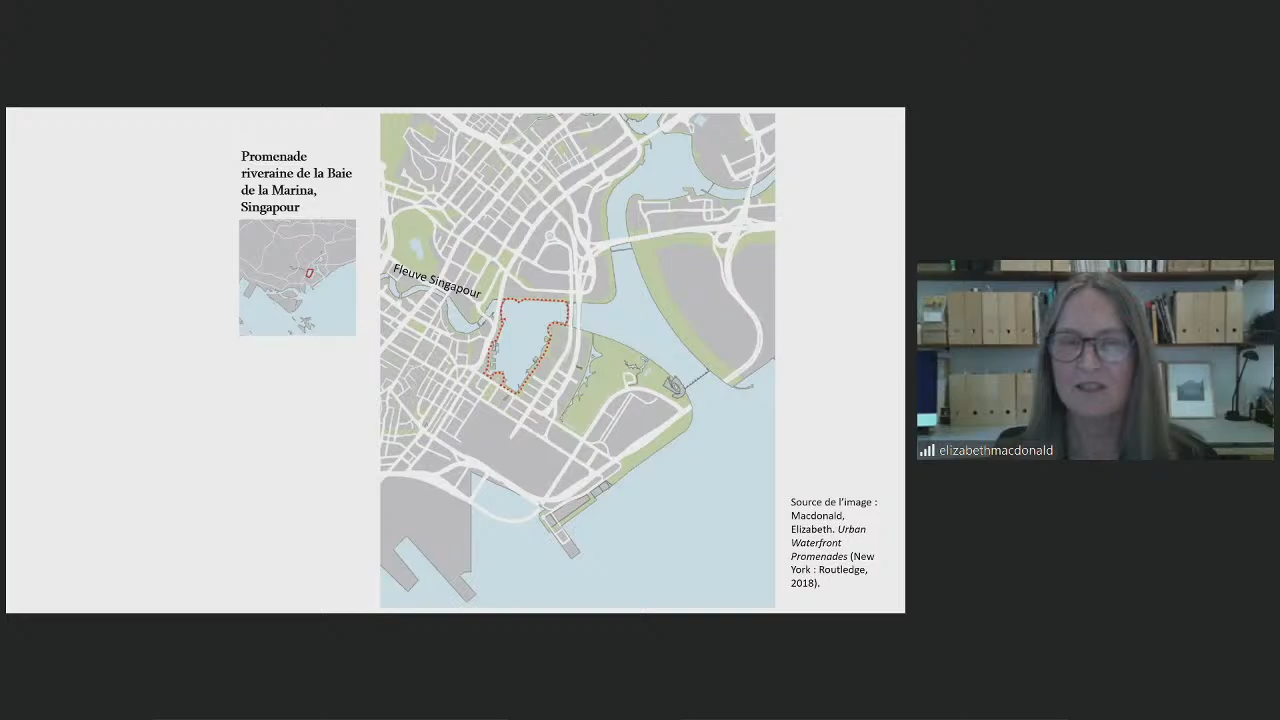 Promenade
riveraine de la Baie
de la Marina,
Singapour
Fleuve Singapour
Source de l'image :
Macdonald,
Elizabeth. Urban
Waterfront
Promenades (New
York : Routledge,
2018).
elizabethmacdonald